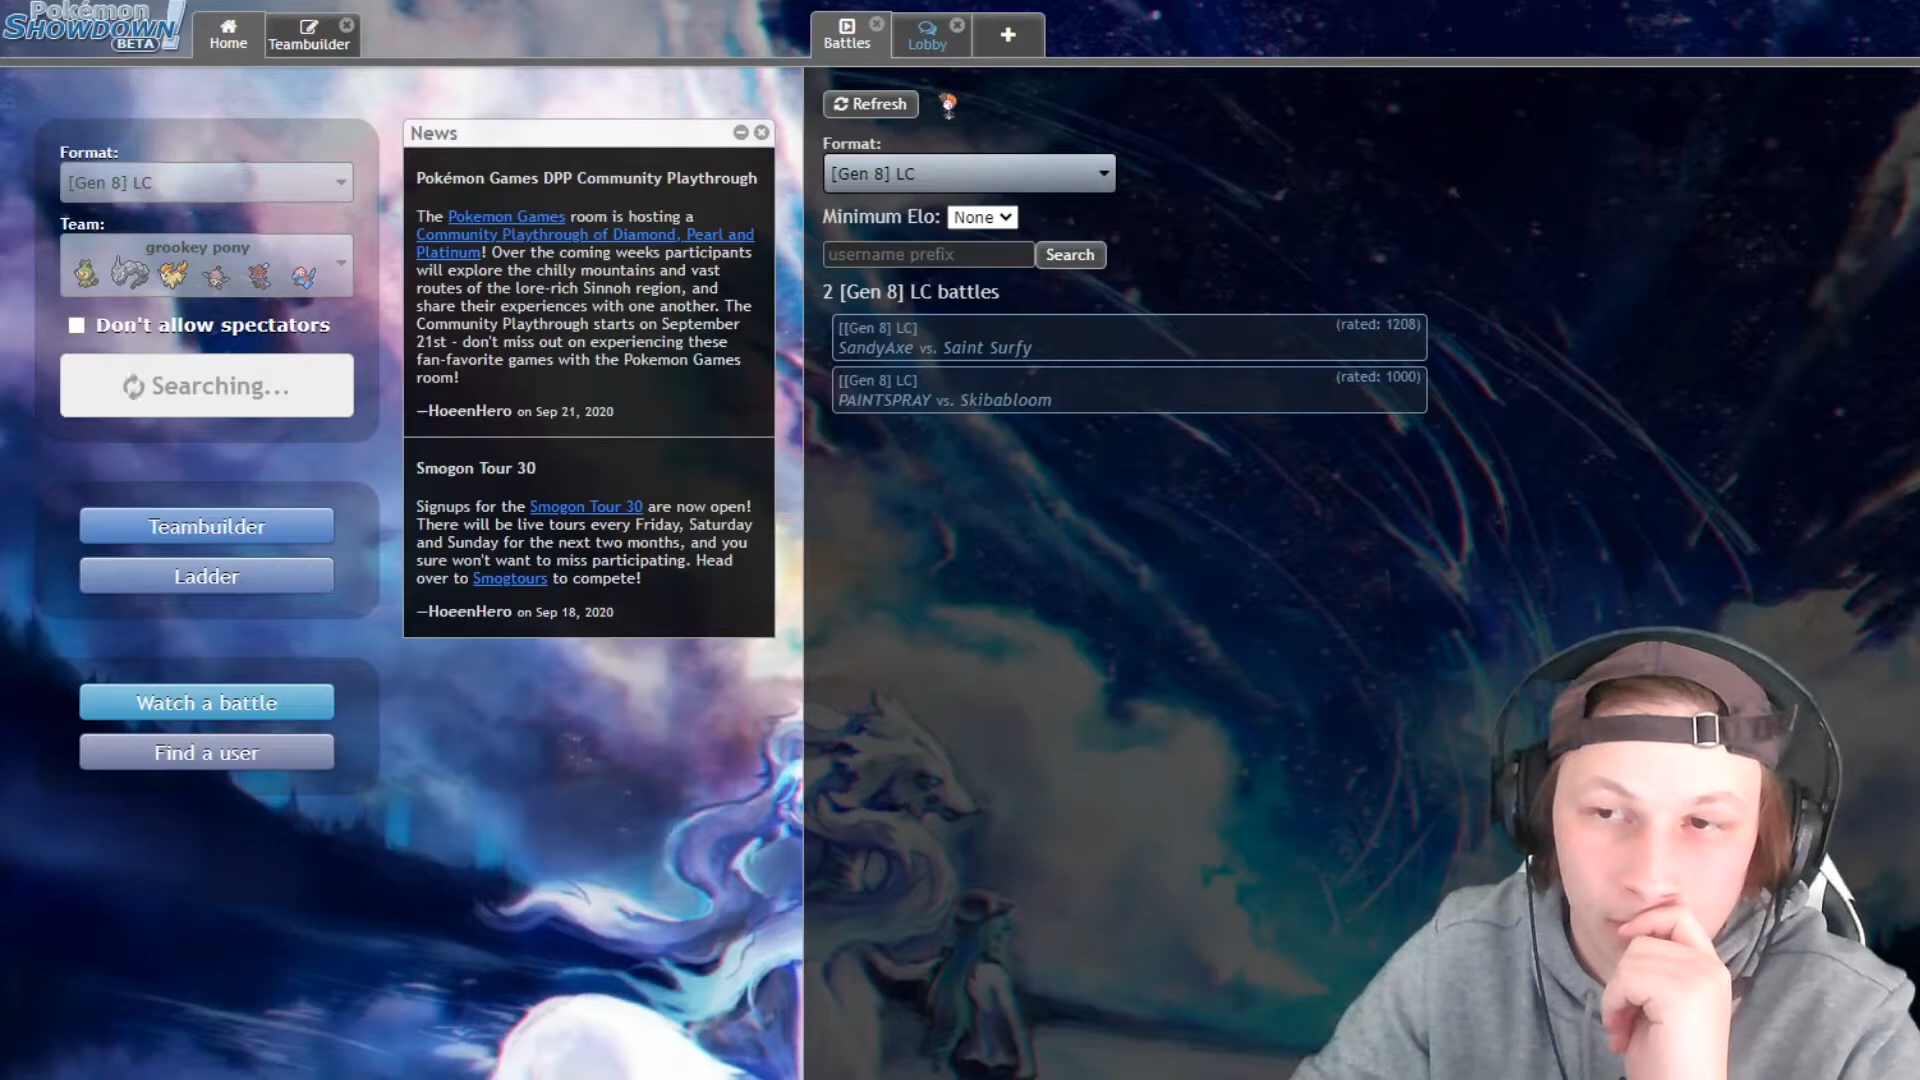 Pokémon
SHOWDOWN!
BETA
Home
Teambuilder
Battles
Lobby
Format:
[Gen 8] LC
Team:
grookey pony
Don't allow spectators
Searching...
Teambuilder
Ladder
Watch a battle
Find a user
News
Pokémon Games DPP Community Playthrough
The Pokemon Games room is hosting a
Community Playthrough of Diamond, Pearl and
Platinum! Over the coming weeks participants
will explore the chilly mountains and vast
routes of the lore-rich Sinnoh region, and
share their experiences with one another. The
Community Playthrough starts on September
21st - don't miss out on experiencing these
fan-favorite games with the Pokemon Games
room!
—HoeenHero on Sep 21, 2020
Smogon Tour 30
Signups for the Smogon Tour 30 are now open!
There will be live tours every Friday, Saturday
and Sunday for the next two months, and you
sure won't want to miss participating. Head
over to Smogtours to compete!
—HoeenHero on Sep 18, 2020
Refresh
Format:
[Gen 8] LC
Minimum Elo: None
username prefix Search
2 [Gen 8] LC battles
[[Gen 8] LC] (rated: 1208)
SandyAxe vs. Saint Surfy
[[Gen 8] LC] (rated: 1000)
PAINTSPRAY vs. Skibabloom